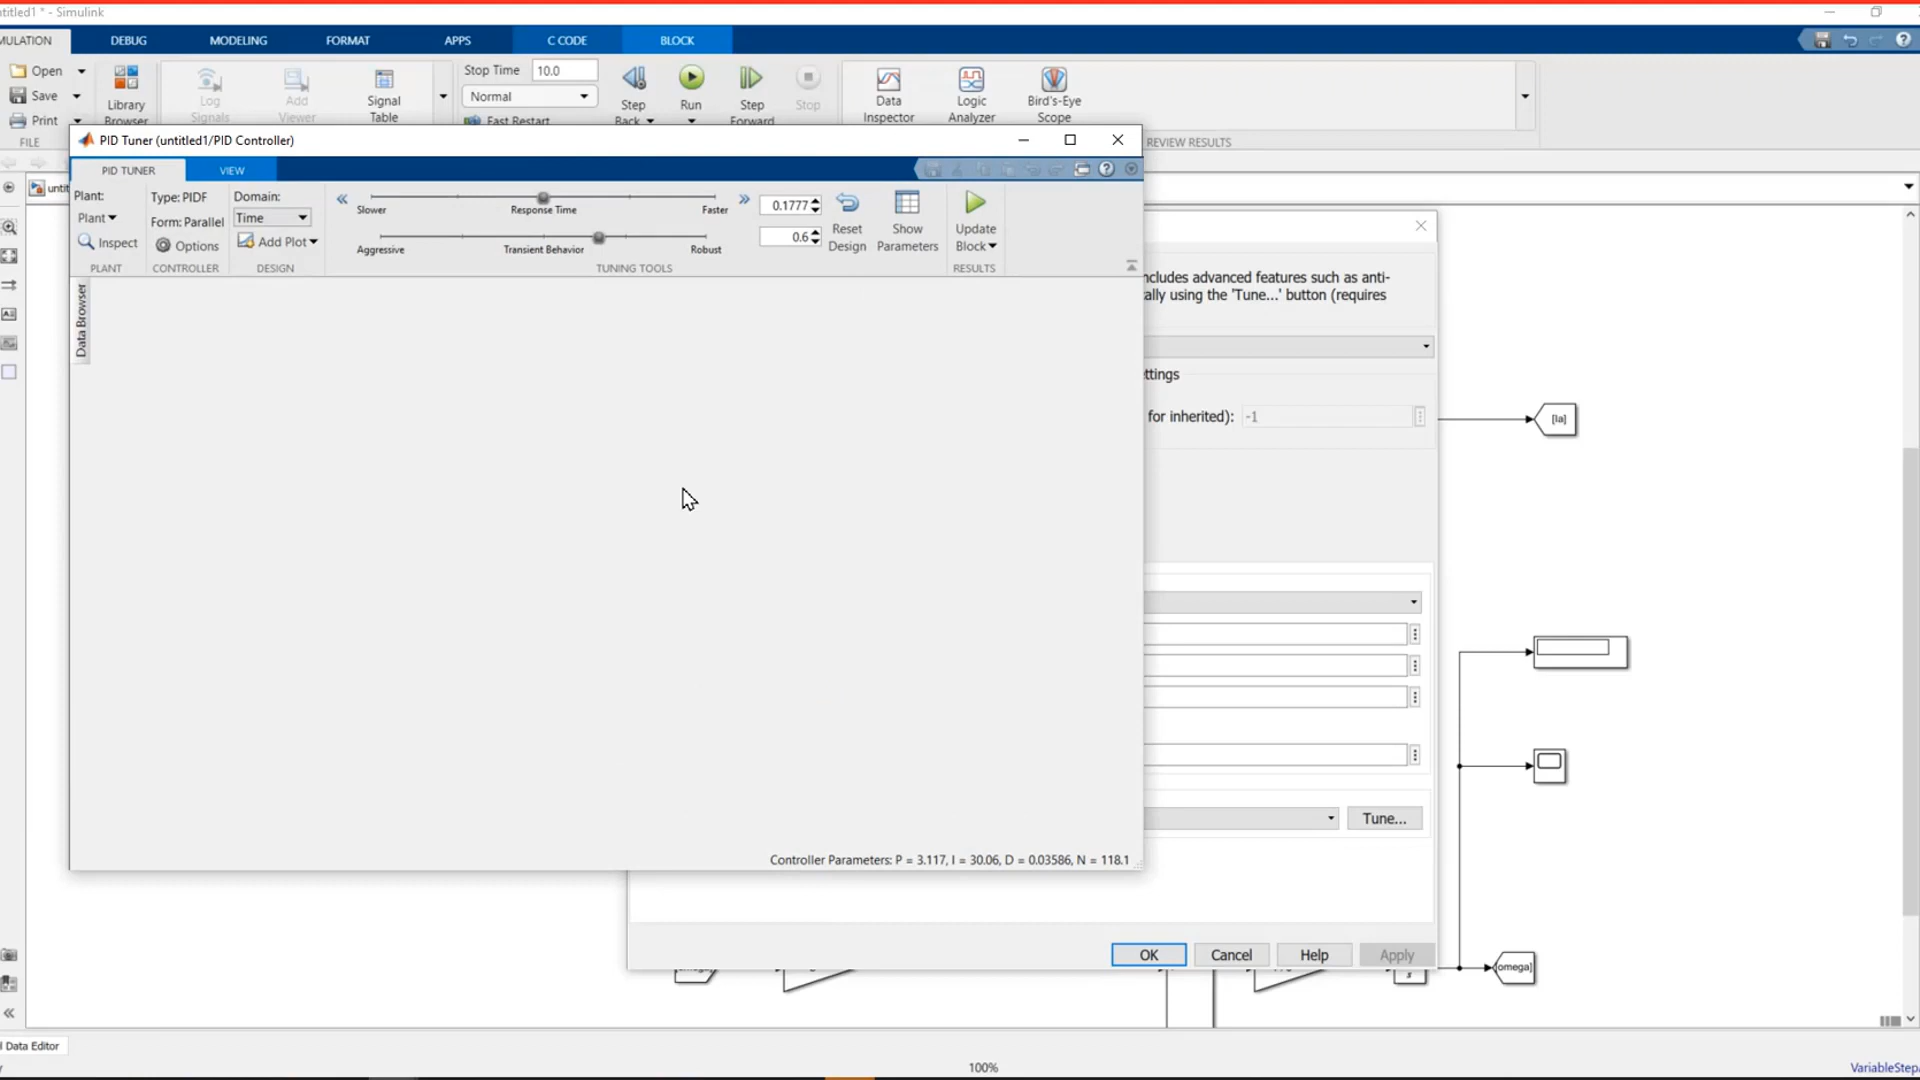 ntitled1 * - Simulink
MULATION DEBUG MODELING FORMAT APPS C CODE BLOCK
Open Save Print FILE
Library Browser
Log Signals
Add Viewer
Signal Table
Stop Time 10.0
Normal
Fast Restart
Step Back
Run
Step Forward
Stop
Data Inspector
Logic Analyzer
Bird's-Eye Scope
REVIEW RESULTS
untit
PID Tuner (untitled1/PID Controller)
PID TUNER VIEW
Plant:
Plant
Inspect
PLANT
Type: PIDF
Form: Parallel
Options
CONTROLLER
Domain:
Time
Add Plot
DESIGN
Slower Response Time Faster 0.1777
Aggressive Transient Behavior Robust 0.6
TUNING TOOLS
Reset Design
Show Parameters
Update Block
RESULTS
Data Browser
Controller Parameters: P = 3.117, I = 30.06, D = 0.03586, N = 118.1
ncludes advanced features such as anti-
ally using the 'Tune...' button (requires
ttings
for inherited): -1
[Ia]
Tune...
OK Cancel Help Apply
omega]
l Data Editor
100%
VariableStep